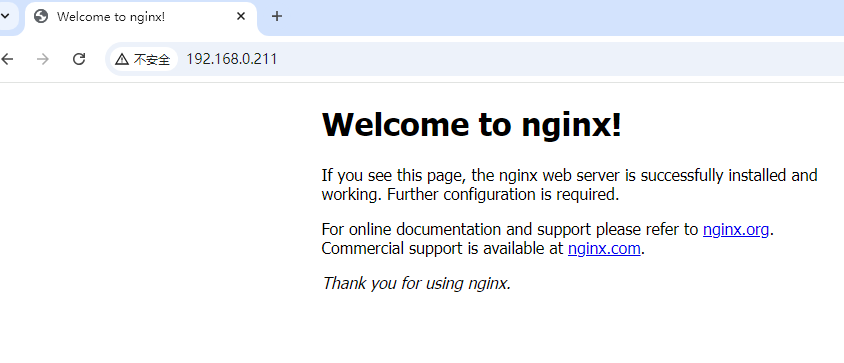 Welcome to nginx!
不安全 192.168.0.211
Welcome to nginx!
If you see this page, the nginx web server is successfully installed and
working. Further configuration is required.
For online documentation and support please refer to nginx.org.
Commercial support is available at nginx.com.
Thank you for using nginx.